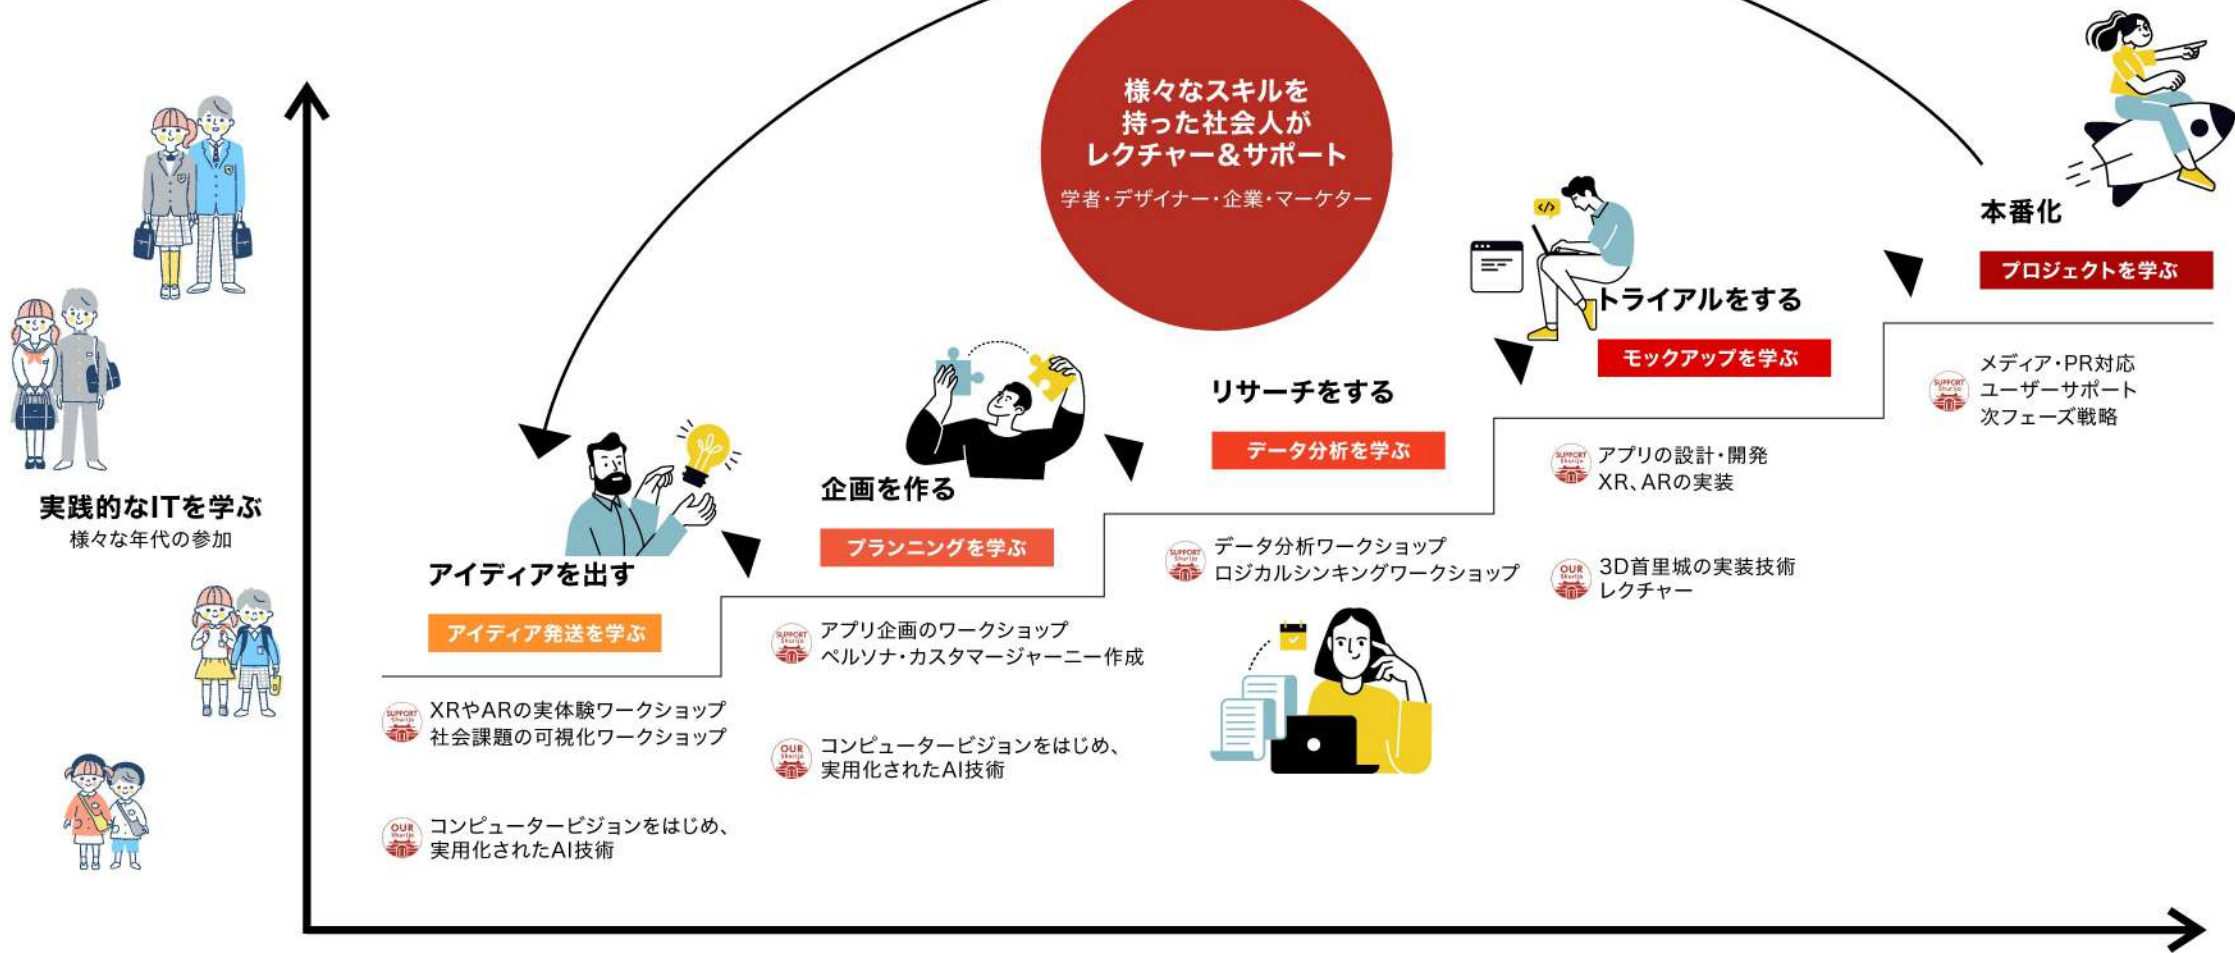 様々なスキルを
持った社会人が
レクチャー&サポート
学者・デザイナー・企業・マーケター
実践的なITを学ぶ
様々な年代の参加
アイディアを出す
アイディア発送を学ぶ
SUPPORT
Shurijo
XRやARの実体験ワークショップ
社会課題の可視化ワークショップ
OUR
Shurijo
コンピュータービジョンをはじめ、
実用化されたAI技術
企画を作る
プランニングを学ぶ
SUPPORT
Shurijo
アプリ企画のワークショップ
ペルソナ・カスタマージャーニー作成
OUR
Shurijo
コンピュータービジョンをはじめ、
実用化されたAI技術
リサーチをする
データ分析を学ぶ
SUPPORT
Shurijo
データ分析ワークショップ
ロジカルシンキングワークショップ
</>
トライアルをする
モックアップを学ぶ
SUPPORT
Shurijo
アプリの設計・開発
XR、ARの実装
OUR
Shurijo
3D首里城の実装技術
レクチャー
本番化
プロジェクトを学ぶ
SUPPORT
Shurijo
メディア・PR対応
ユーザーサポート
次フェーズ戦略